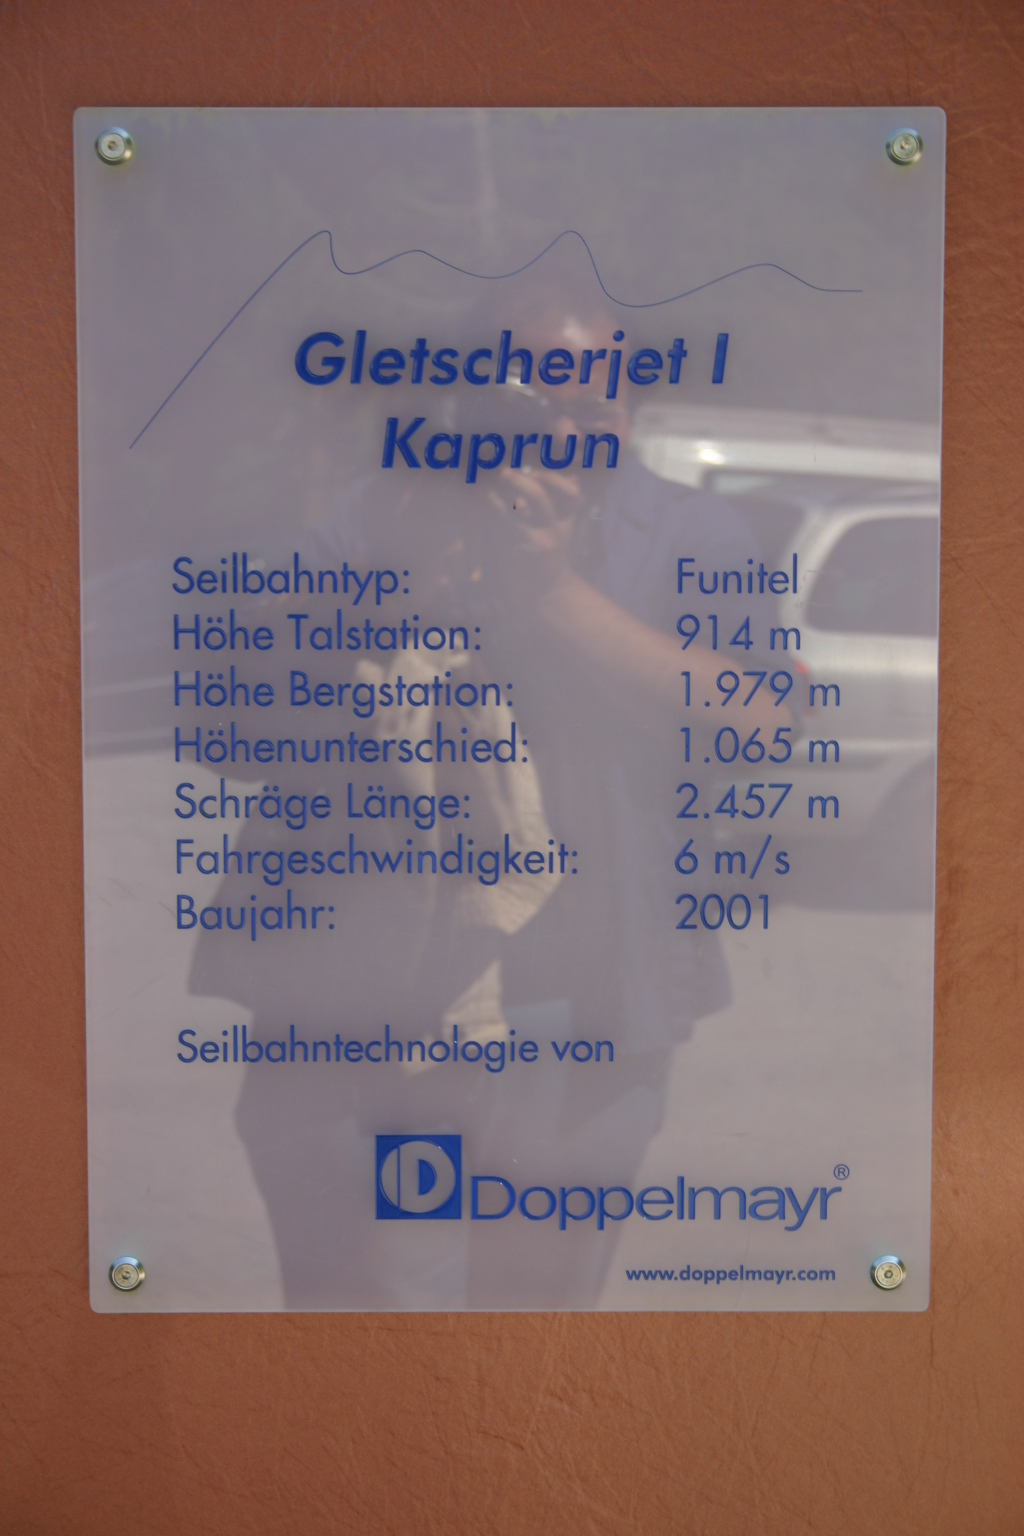 Gletscherjet I
Kaprun
Seilbahntyp: Funitel
Höhe Talstation: 914 m
Höhe Bergstation: 1.979 m
Höhenunterschied: 1.065 m
Schräge Länge: 2.457 m
Fahrgeschwindigkeit: 6 m/s
Baujahr: 2001
Seilbahntechnologie von
D Doppelmayr®
www.doppelmayr.com